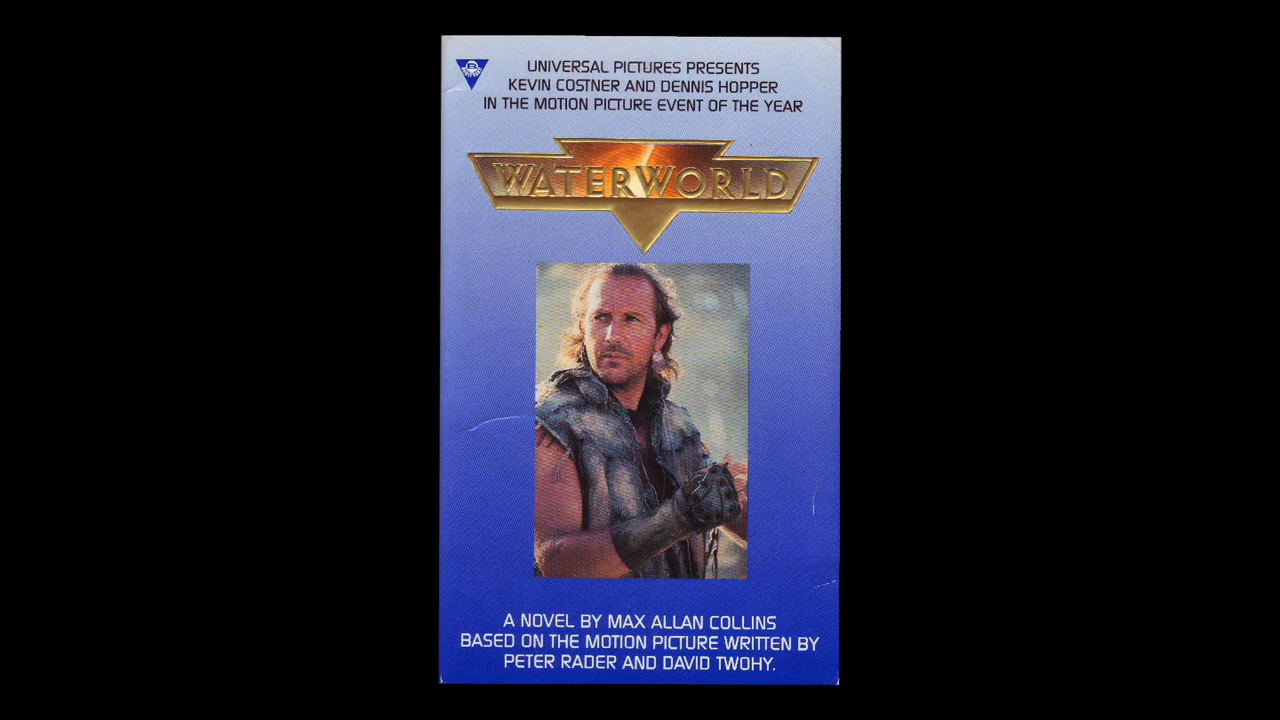 UNIVERSAL PICTURES PRESENTS
KEVIN COSTNER AND DENNIS HOPPER
IN THE MOTION PICTURE EVENT OF THE YEAR
WATERWORLD
A NOVEL BY MAX ALLAN COLLINS
BASED ON THE MOTION PICTURE WRITTEN BY
PETER RADER AND DAVID TWOHY.